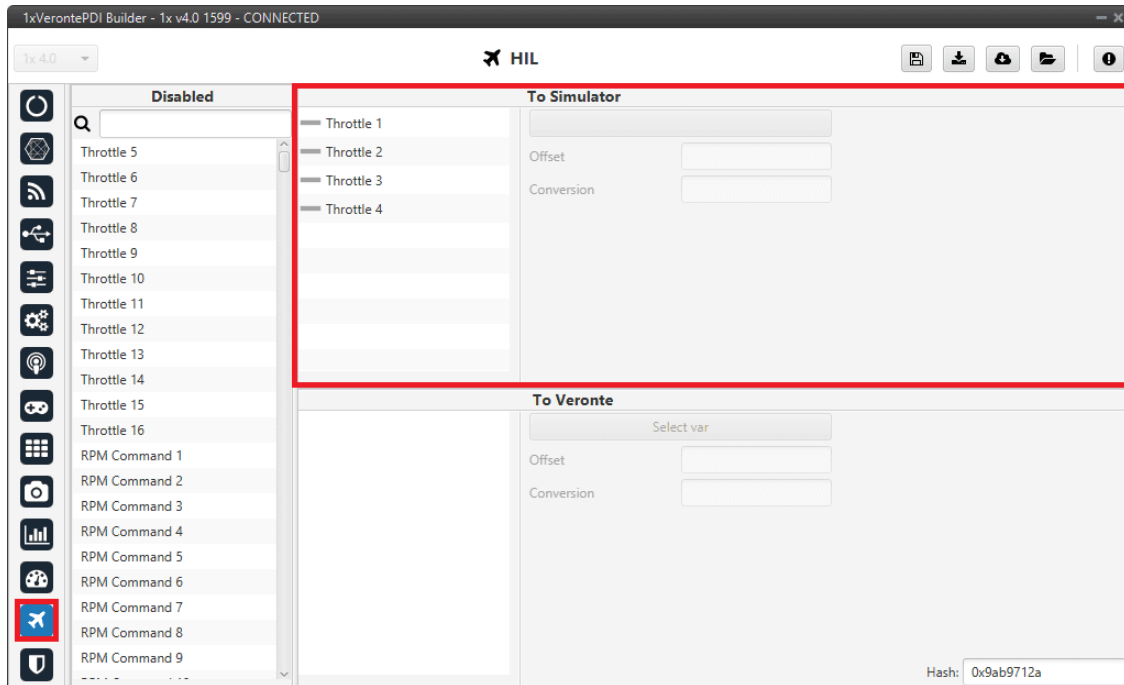 1xVerontePDI Builder - 1x v4.0 1599 - CONNECTED
1x 4.0
HIL
Disabled
Throttle 5
Throttle 6
Throttle 7
Throttle 8
Throttle 9
Throttle 10
Throttle 11
Throttle 12
Throttle 13
Throttle 14
Throttle 15
Throttle 16
RPM Command 1
RPM Command 2
RPM Command 3
RPM Command 4
RPM Command 5
RPM Command 6
RPM Command 7
RPM Command 8
RPM Command 9
To Simulator
Throttle 1
Throttle 2
Throttle 3
Throttle 4
Offset
Conversion
To Veronte
Select var
Offset
Conversion
Hash: 0x9ab9712a